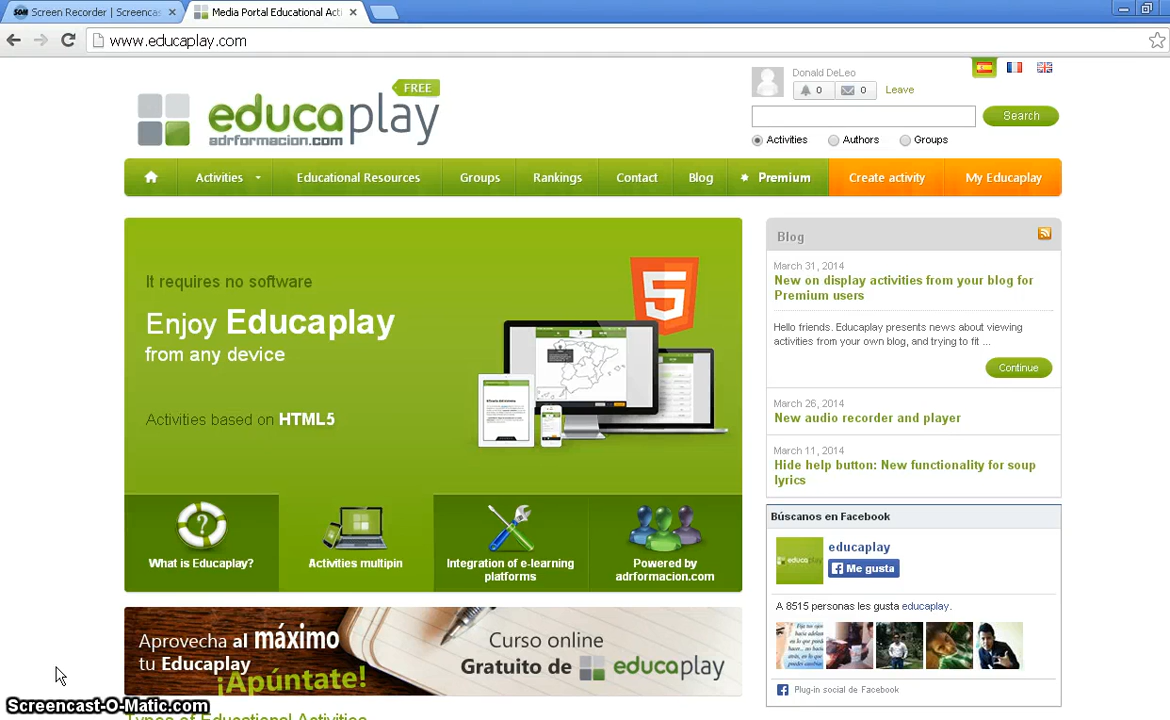 Screen Recorder | Screencas
Media Portal Educational Acti
www.educaplay.com
FREE
educaplay
adrformacion.com
Donald DeLeo
0
0
Leave
Search
Activities
Authors
Groups
Activities
Educational Resources
Groups
Rankings
Contact
Blog
Premium
Create activity
My Educaplay
It requires no software
Enjoy Educaplay
from any device
Activities based on HTML5
5
What is Educaplay?
Activities multipin
Integration of e-learning
platforms
Powered by
adrformacion.com
Blog
March 31, 2014
New on display activities from your blog for
Premium users
Hello friends. Educaplay presents news about viewing
activities from your own blog, and trying to fit ...
Continue
March 26, 2014
New audio recorder and player
March 11, 2014
Hide help button: New functionality for soup
lyrics
Búscanos en Facebook
educaplay
Me gusta
A 8515 personas les gusta educaplay.
Plug-in social de Facebook
Aprovecha al máximo
tu Educaplay
¡Apúntate!
Curso online
Gratuito de educaplay
Types of Educational Activities
Screencast-O-Matic.com